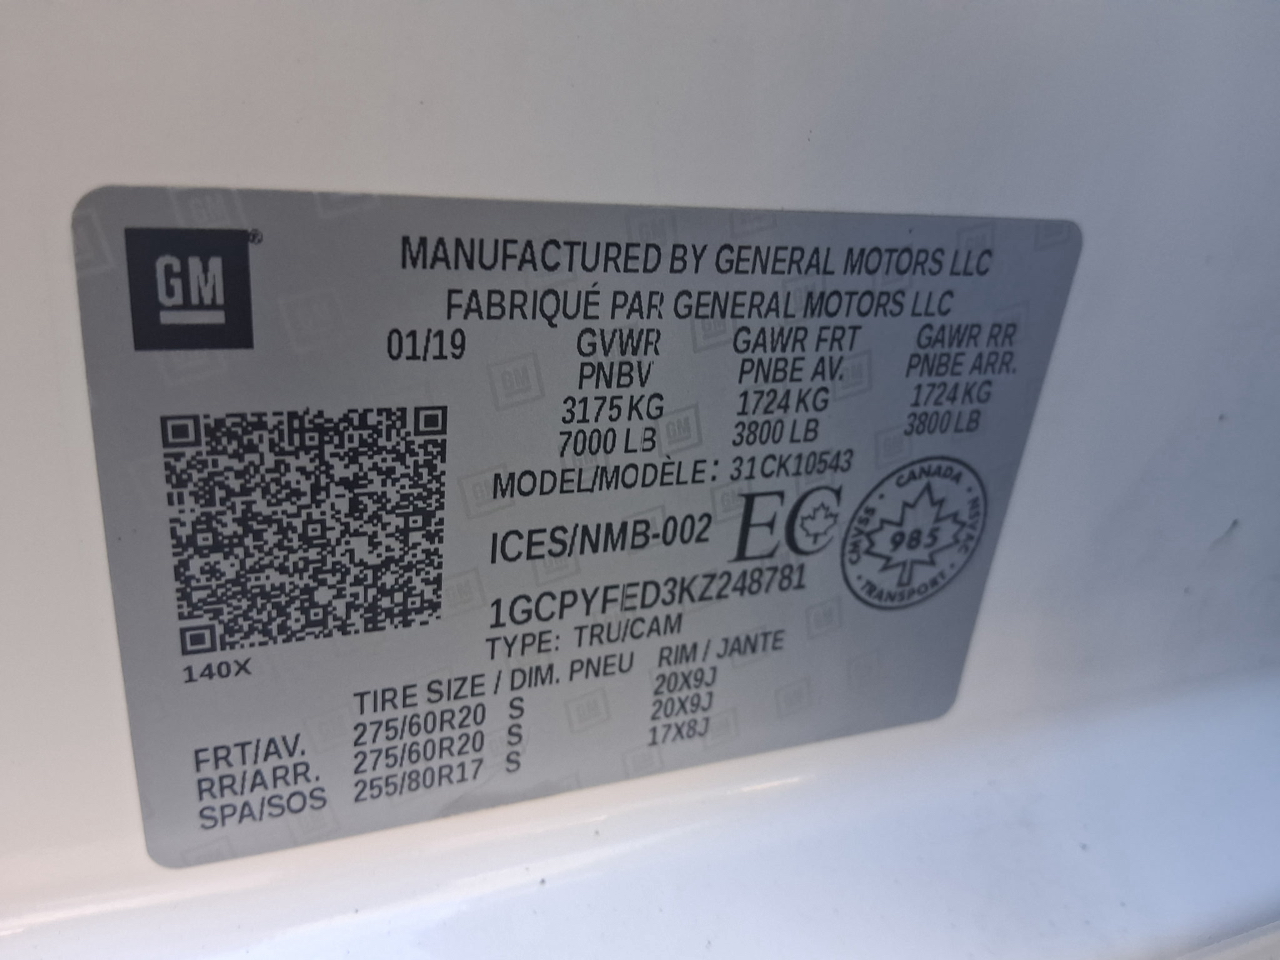 GM®
MANUFACTURED BY GENERAL MOTORS LLC
FABRIQUÉ PAR GENERAL MOTORS LLC
01/19 GVWR GAWR FRT GAWR RR
PNBV PNBE AV. PNBE ARR.
3175 KG 1724 KG 1724 KG
7000 LB 3800 LB 3800 LB
MODEL/MODÈLE: 31CK10543
ICES/NMB-002 EC
CANADA
CMVSS 985 NSVAC
TRANSPORT
1GCPYFED3KZ248781
TYPE: TRU/CAM
140X
TIRE SIZE / DIM. PNEU RIM / JANTE
FRT/AV. 275/60R20 S 20X9J
RR/ARR. 275/60R20 S 20X9J
SPA/SOS 255/80R17 S 17X8J